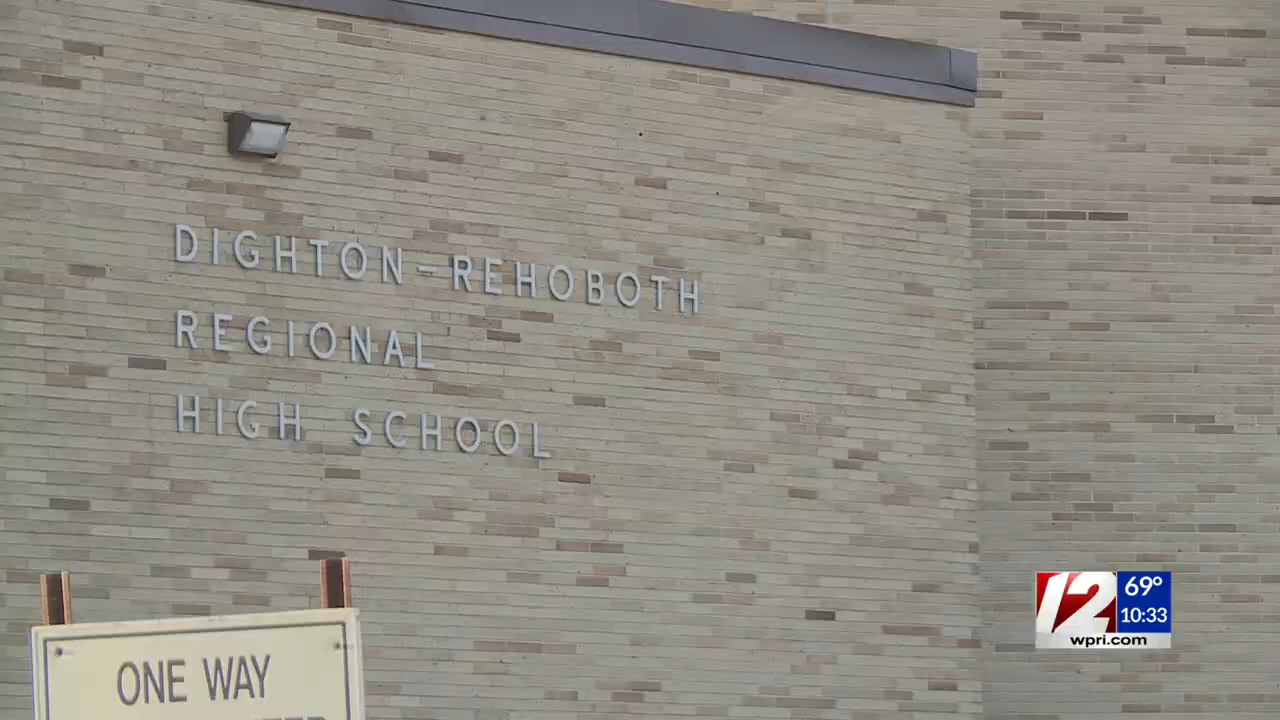 DIGHTON-REHOBOTH
REGIONAL
HIGH SCHOOL
ONE WAY
12
69°
10:33
wpri.com